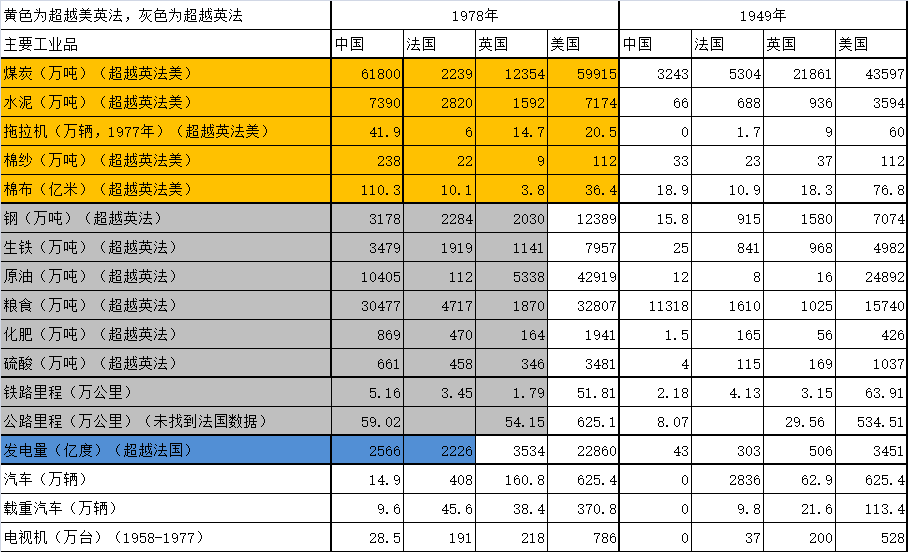 黄色为超越美英法，灰色为超越英法 1978年 1949年
主要工业品 中国 法国 英国 美国 中国 法国 英国 美国
煤炭（万吨）（超越英法美） 61800 2239 12354 59915 3243 5304 21861 43597
水泥（万吨）（超越英法美） 7390 2820 1592 7174 66 688 936 3594
拖拉机（万辆，1977年）（超越英法美） 41.9 6 14.7 20.5 0 1.7 9 60
棉纱（万吨）（超越英法美） 238 22 9 112 33 23 37 112
棉布（亿米）（超越英法美） 110.3 10.1 3.8 36.4 18.9 10.9 18.3 76.8
钢（万吨）（超越英法） 3178 2284 2030 12389 15.8 915 1580 7074
生铁（万吨）（超越英法） 3479 1919 1141 7957 25 841 968 4982
原油（万吨）（超越英法） 10405 112 5338 42919 12 8 16 24892
粮食（万吨）（超越英法） 30477 4717 1870 32807 11318 1610 1025 15740
化肥（万吨）（超越英法） 869 470 164 1941 1.5 165 56 426
硫酸（万吨）（超越英法） 661 458 346 3481 4 115 169 1037
铁路里程（万公里） 5.16 3.45 1.79 51.81 2.18 4.13 3.15 63.91
公路里程（万公里）（未找到法国数据） 59.02 54.15 625.1 8.07 29.56 534.51
发电量（亿度）（超越法国） 2566 2226 3534 22860 43 303 506 3451
汽车（万辆） 14.9 408 160.8 625.4 0 2836 62.9 625.4
载重汽车（万辆） 9.6 45.6 38.4 370.8 0 9.8 21.6 113.4
电视机（万台）（1958-1977） 28.5 191 218 786 0 37 200 528